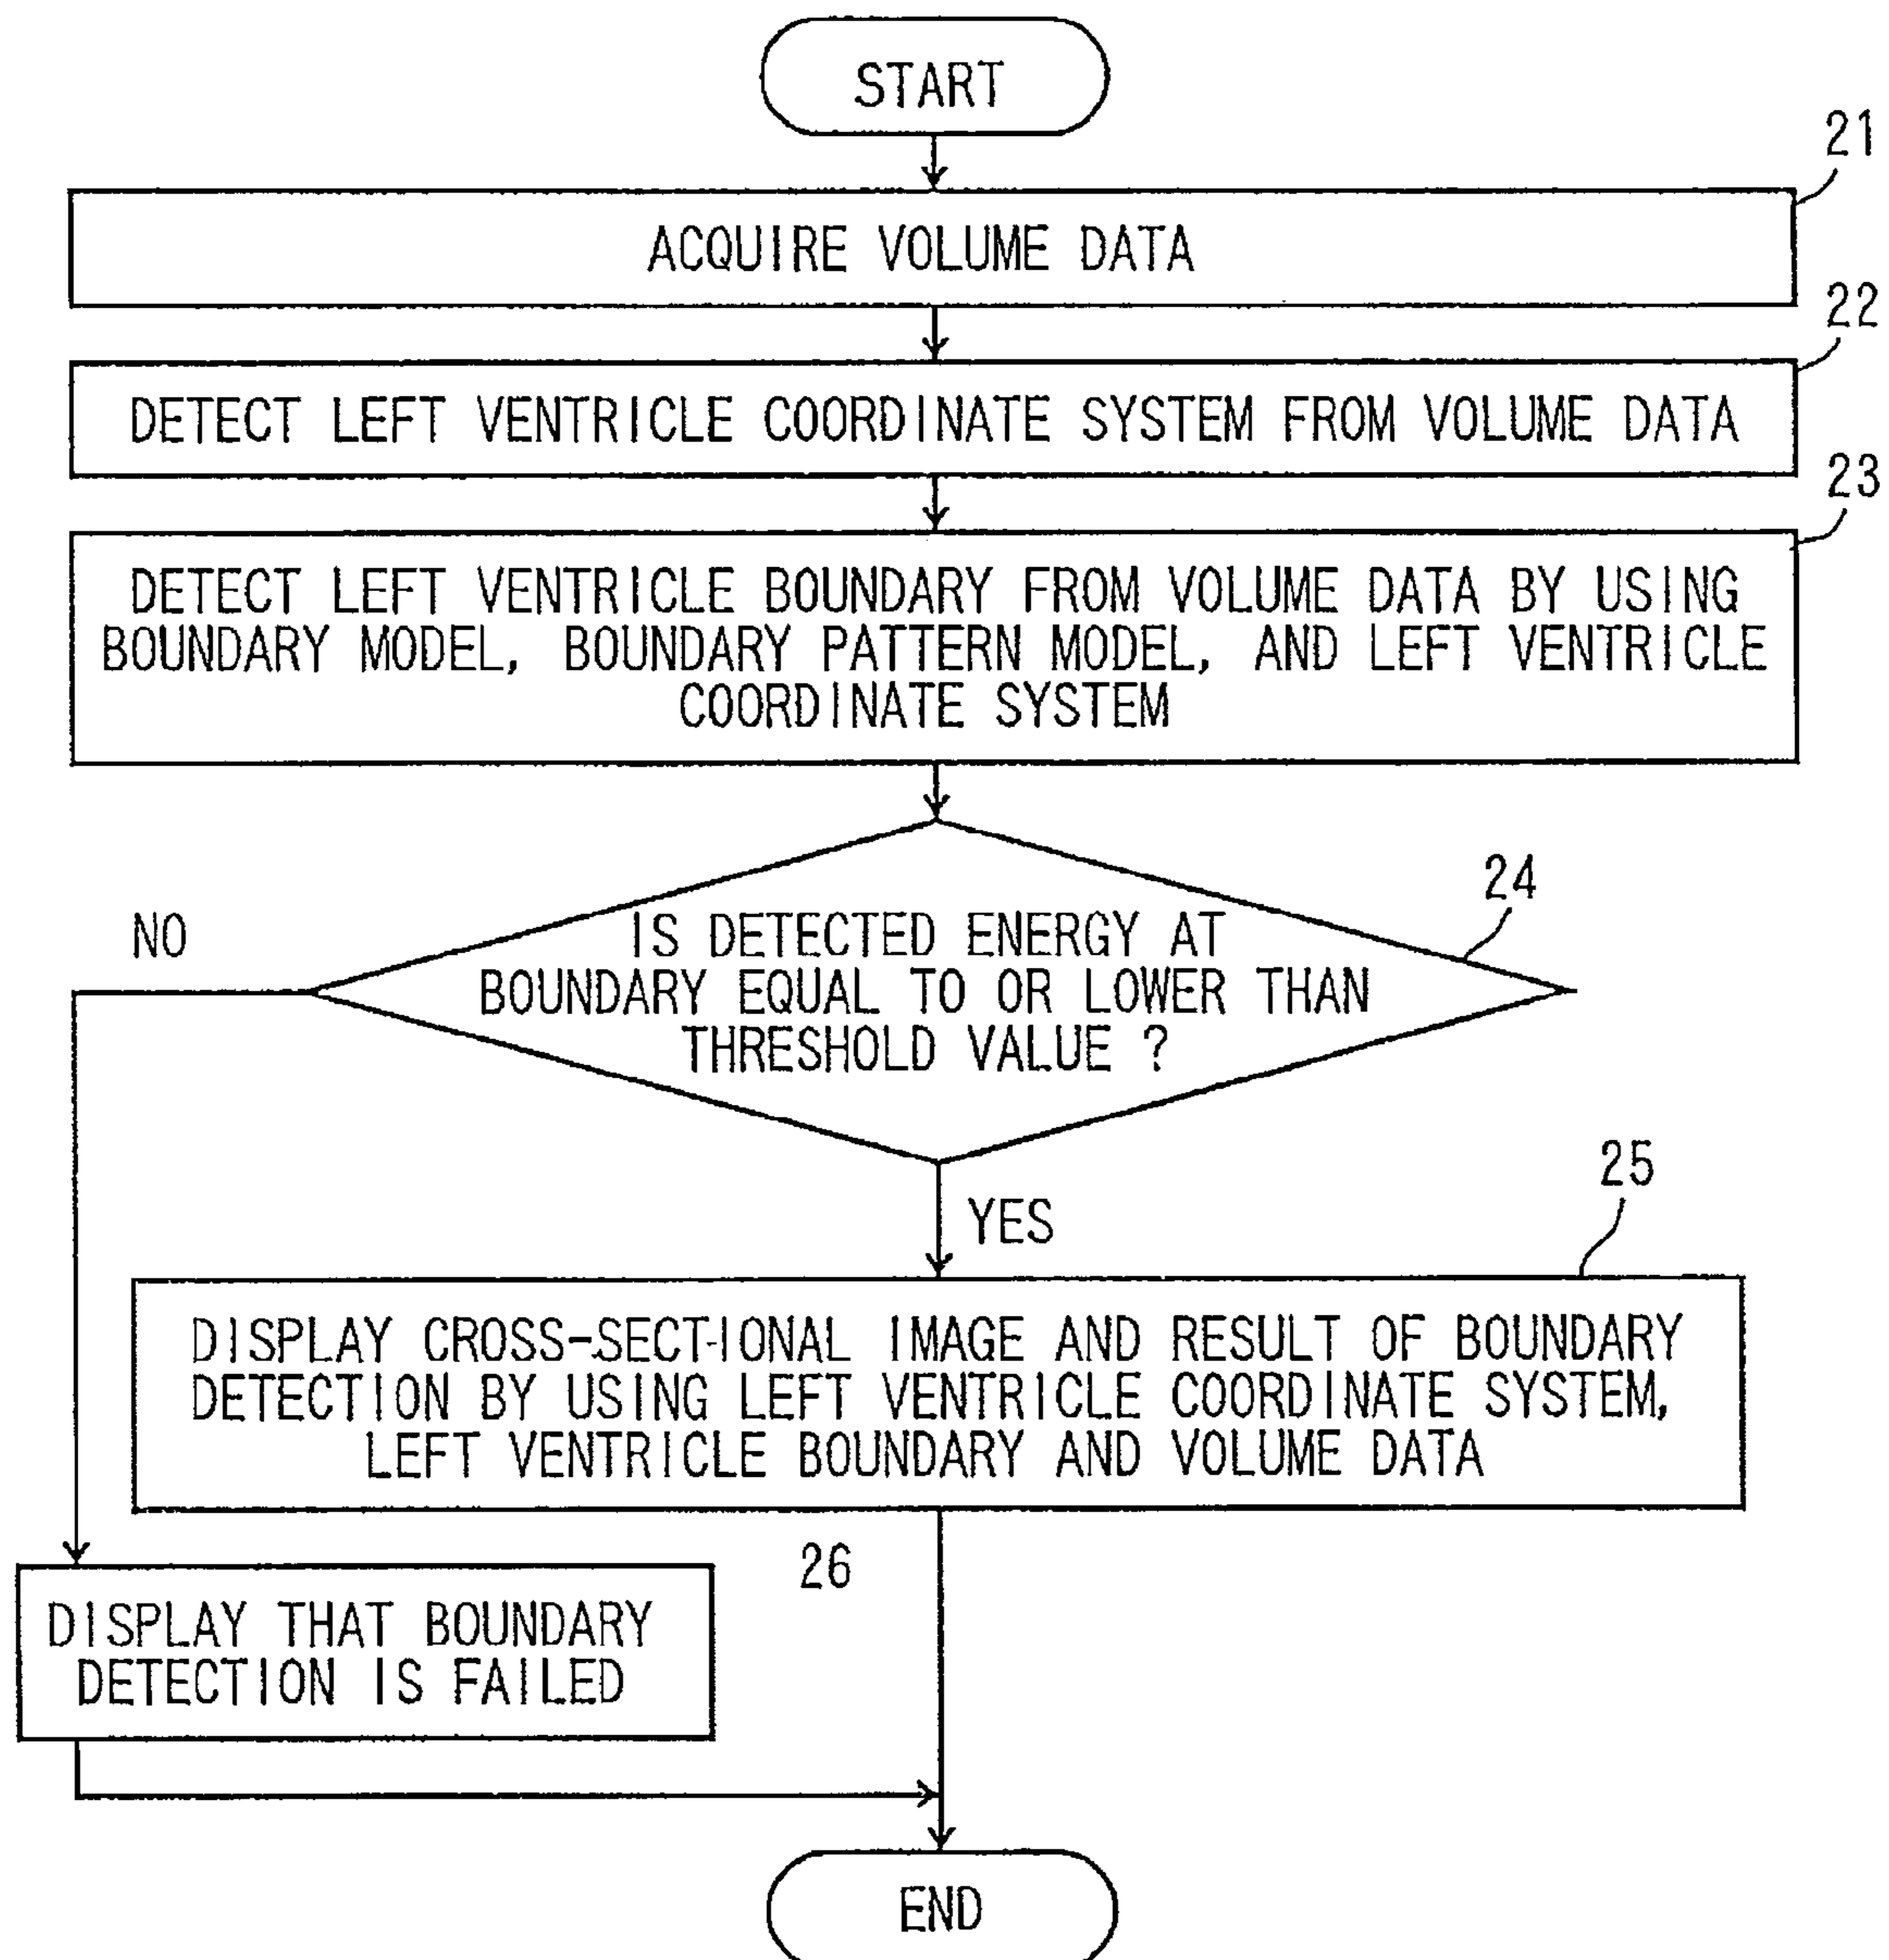 START
21
ACQUIRE VOLUME DATA
22
DETECT LEFT VENTRICLE COORDINATE SYSTEM FROM VOLUME DATA
23
DETECT LEFT VENTRICLE BOUNDARY FROM VOLUME DATA BY USING
BOUNDARY MODEL, BOUNDARY PATTERN MODEL, AND LEFT VENTRICLE
COORDINATE SYSTEM
24
NO
IS DETECTED ENERGY AT
BOUNDARY EQUAL TO OR LOWER THAN
THRESHOLD VALUE ?
YES
25
DISPLAY CROSS-SECTIONAL IMAGE AND RESULT OF BOUNDARY
DETECTION BY USING LEFT VENTRICLE COORDINATE SYSTEM,
LEFT VENTRICLE BOUNDARY AND VOLUME DATA
26
DISPLAY THAT BOUNDARY
DETECTION IS FAILED
END